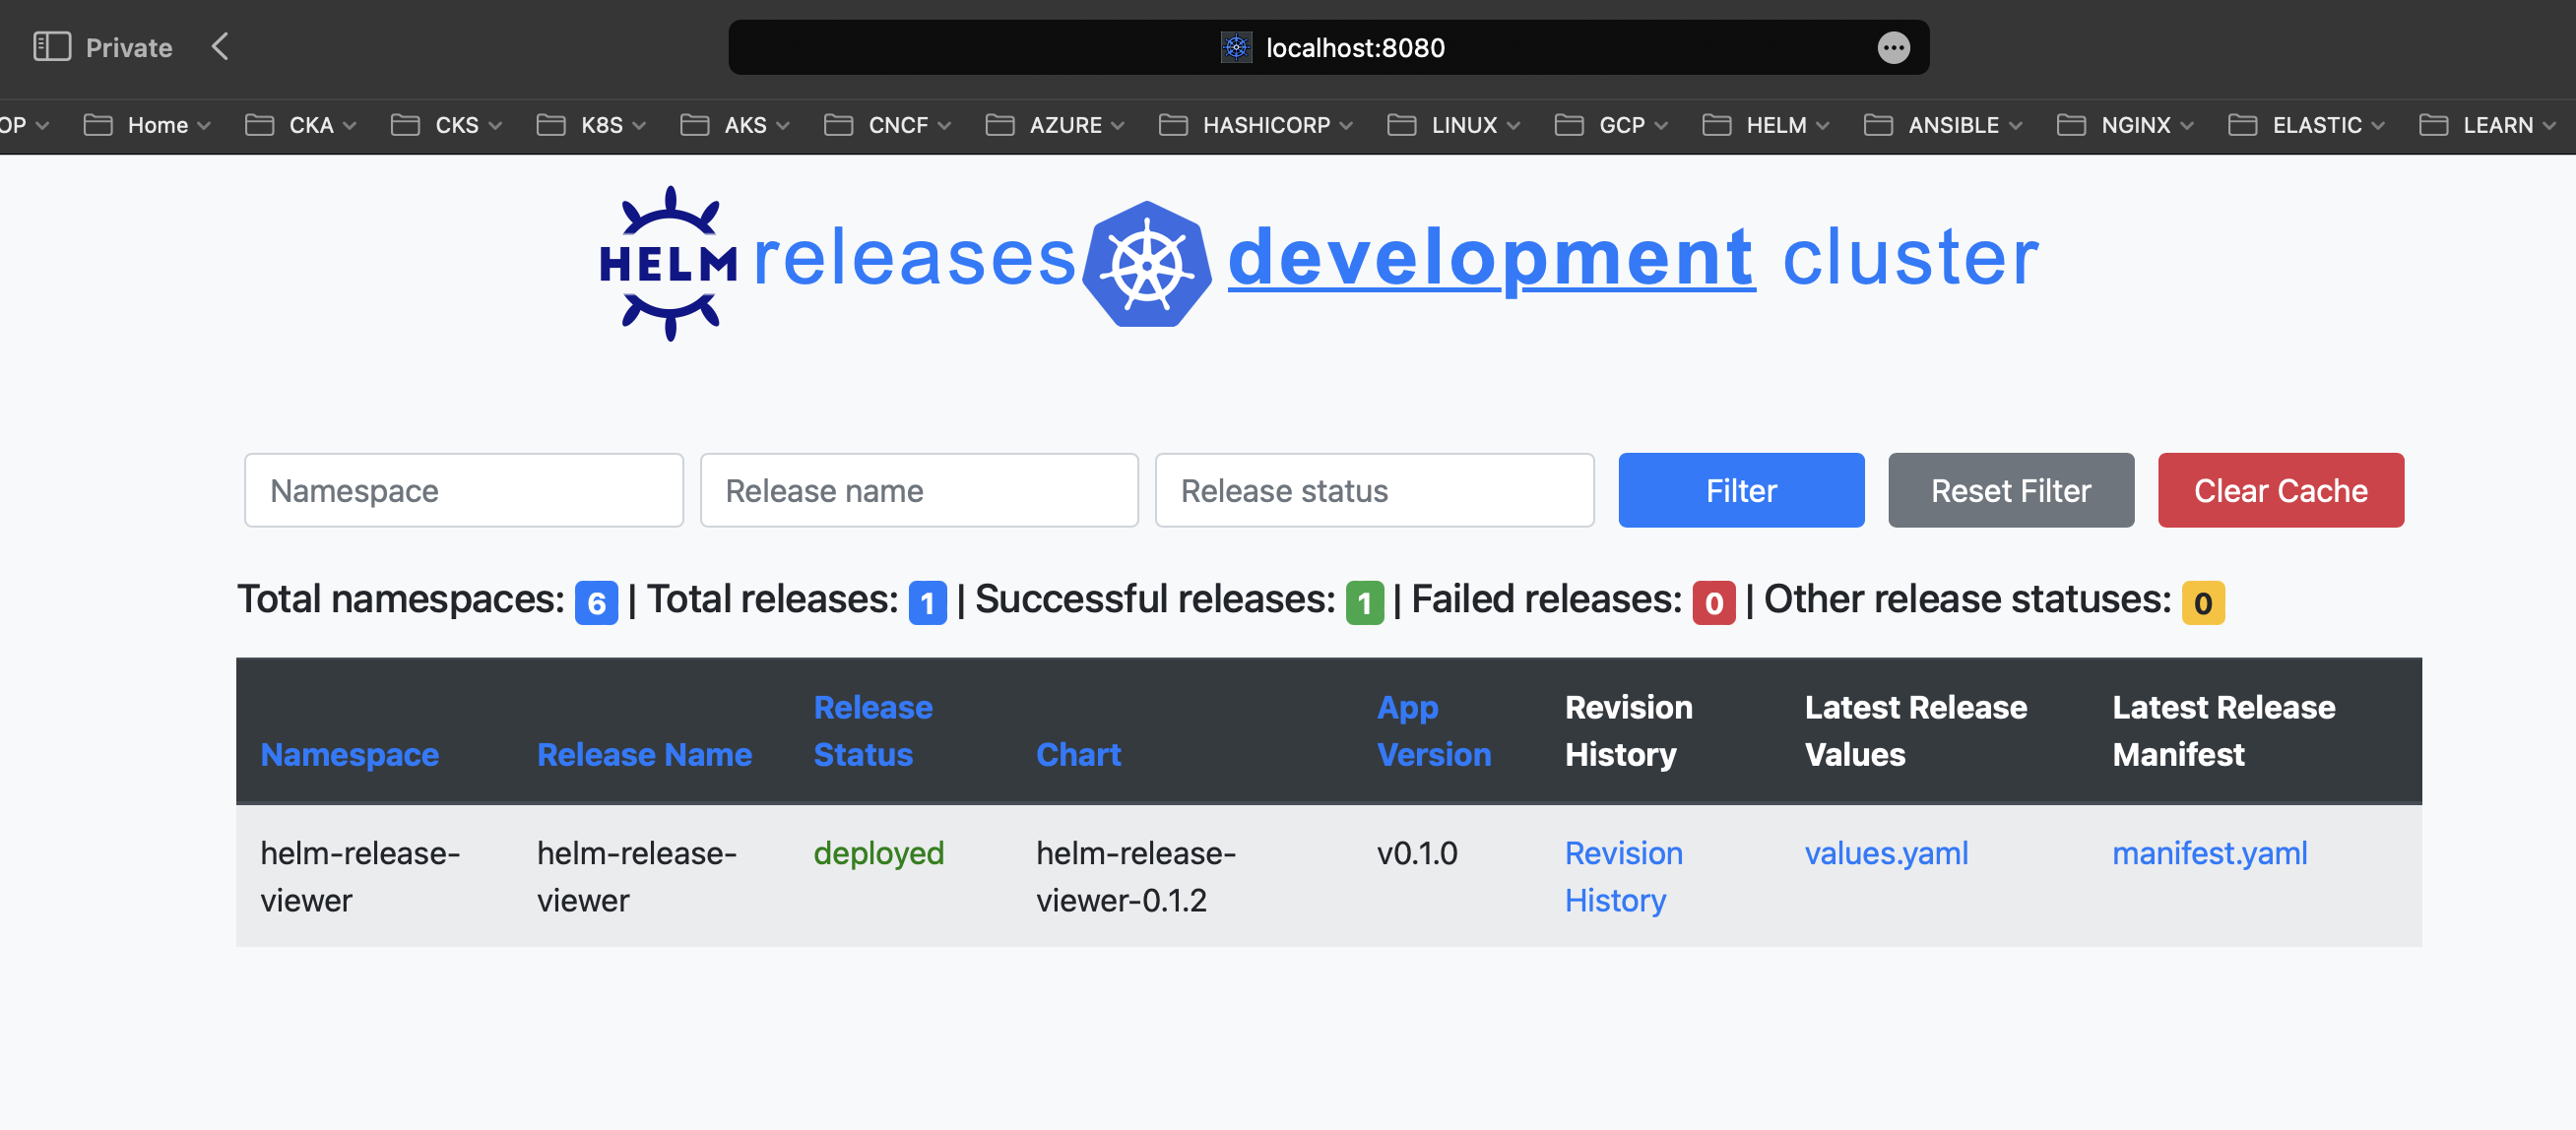 Private
localhost:8080
OP Home CKA CKS K8S AKS CNCF AZURE HASHICORP LINUX GCP HELM ANSIBLE NGINX ELASTIC LEARN
HELM releases development cluster
Namespace Release name Release status Filter Reset Filter Clear Cache
Total namespaces: 6 | Total releases: 1 | Successful releases: 1 | Failed releases: 0 | Other release statuses: 0
Namespace Release Name Release Status Chart App Version Revision History Latest Release Values Latest Release Manifest
helm-release-viewer helm-release-viewer deployed helm-release-viewer-0.1.2 v0.1.0 Revision History values.yaml manifest.yaml